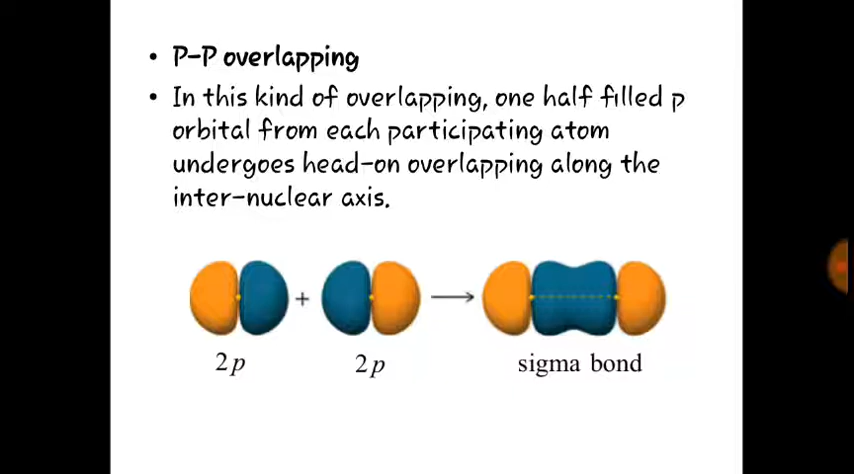 • P-P overlapping
• In this kind of overlapping, one half filled p
orbital from each participating atom
undergoes head-on overlapping along the
inter-nuclear axis.
+ →
2p 2p sigma bond